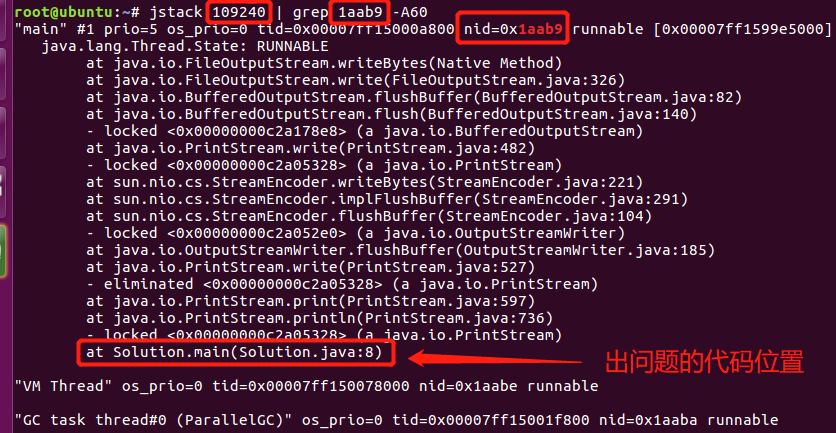 root@ubuntu:~# jstack 109240 | grep 1aab9 -A60
"main" #1 prio=5 os_prio=0 tid=0x00007ff15000a800 nid=0x1aab9 runnable [0x00007ff1599e5000]
java.lang.Thread.State: RUNNABLE
at java.io.FileOutputStream.writeBytes(Native Method)
at java.io.FileOutputStream.write(FileOutputStream.java:326)
at java.io.BufferedOutputStream.flushBuffer(BufferedOutputStream.java:82)
at java.io.BufferedOutputStream.flush(BufferedOutputStream.java:140)
- locked <0x00000000c2a178e8> (a java.io.BufferedOutputStream)
at java.io.PrintStream.write(PrintStream.java:482)
- locked <0x00000000c2a05328> (a java.io.PrintStream)
at sun.nio.cs.StreamEncoder.writeBytes(StreamEncoder.java:221)
at sun.nio.cs.StreamEncoder.implFlushBuffer(StreamEncoder.java:291)
at sun.nio.cs.StreamEncoder.flushBuffer(StreamEncoder.java:104)
- locked <0x00000000c2a052e0> (a java.io.OutputStreamWriter)
at java.io.OutputStreamWriter.flushBuffer(OutputStreamWriter.java:185)
at java.io.PrintStream.write(PrintStream.java:527)
- eliminated <0x00000000c2a05328> (a java.io.PrintStream)
at java.io.PrintStream.print(PrintStream.java:597)
at java.io.PrintStream.println(PrintStream.java:736)
- locked <0x00000000c2a05328> (a java.io.PrintStream)
at Solution.main(Solution.java:8)
出问题的代码位置
"VM Thread" os_prio=0 tid=0x00007ff150078000 nid=0x1aabe runnable
"GC task thread#0 (ParallelGC)" os_prio=0 tid=0x00007ff15001f800 nid=0x1aaba runnable